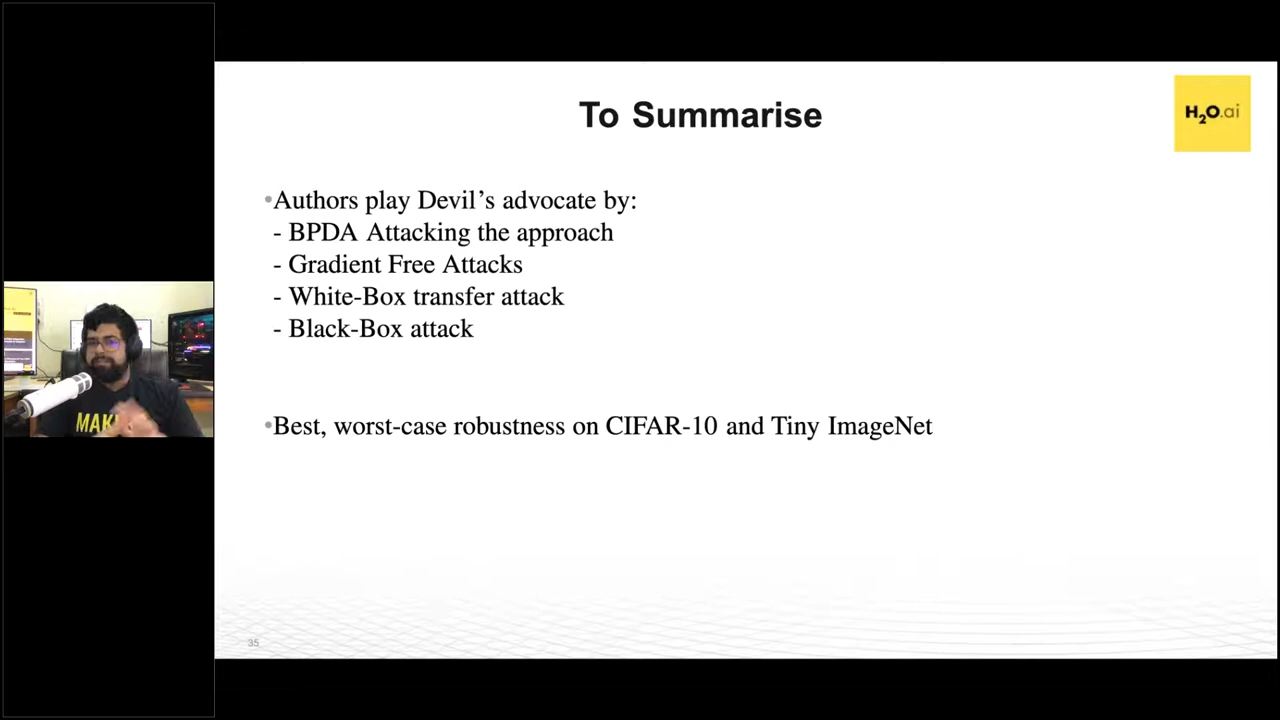 To Summarise
H2O.ai
•Authors play Devil’s advocate by:
- BPDA Attacking the approach
- Gradient Free Attacks
- White-Box transfer attack
- Black-Box attack
•Best, worst-case robustness on CIFAR-10 and Tiny ImageNet
35